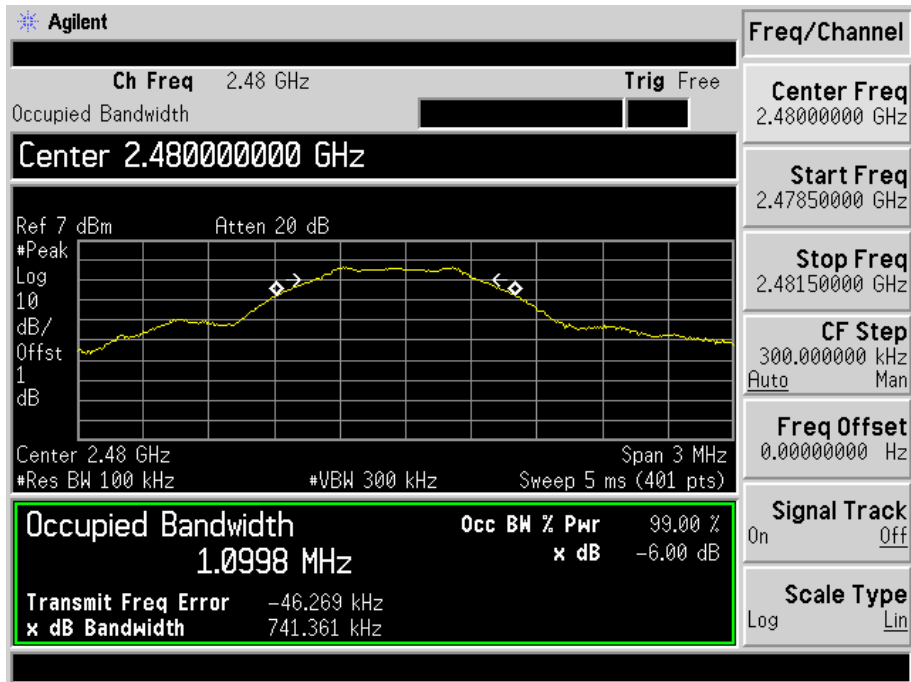 Agilent
Freq/Channel
Ch Freq 2.48 GHz Trig Free
Occupied Bandwidth
Center 2.480000000 GHz
Ref 7 dBm Atten 20 dB
#Peak
Log
10
dB/
Offst
1
dB
Center 2.48 GHz Span 3 MHz
#Res BW 100 kHz #VBW 300 kHz Sweep 5 ms (401 pts)
Occupied Bandwidth
1.0998 MHz
Occ BW % Pwr 99.00 %
x dB -6.00 dB
Transmit Freq Error -46.269 kHz
x dB Bandwidth 741.361 kHz
Center Freq
2.48000000 GHz
Start Freq
2.47850000 GHz
Stop Freq
2.48150000 GHz
CF Step
300.000000 kHz
Auto Man
Freq Offset
0.00000000 Hz
Signal Track
On Off
Scale Type
Log Lin